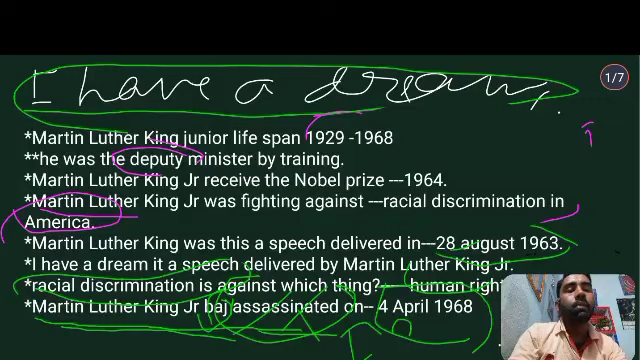 I have a dream.
1/7
*Martin Luther King junior life span 1929 -1968
**he was the deputy minister by training.
*Martin Luther King Jr receive the Nobel prize ---1964.
*Martin Luther King Jr was fighting against ---racial discrimination in
America.
*Martin Luther King was this a speech delivered in---28 august 1963.
*I have a dream it a speech delivered by Martin Luther King Jr.
*racial discrimination is against which thing?-- human right
*Martin Luther King Jr baj assassinated on-- 4 April 1968